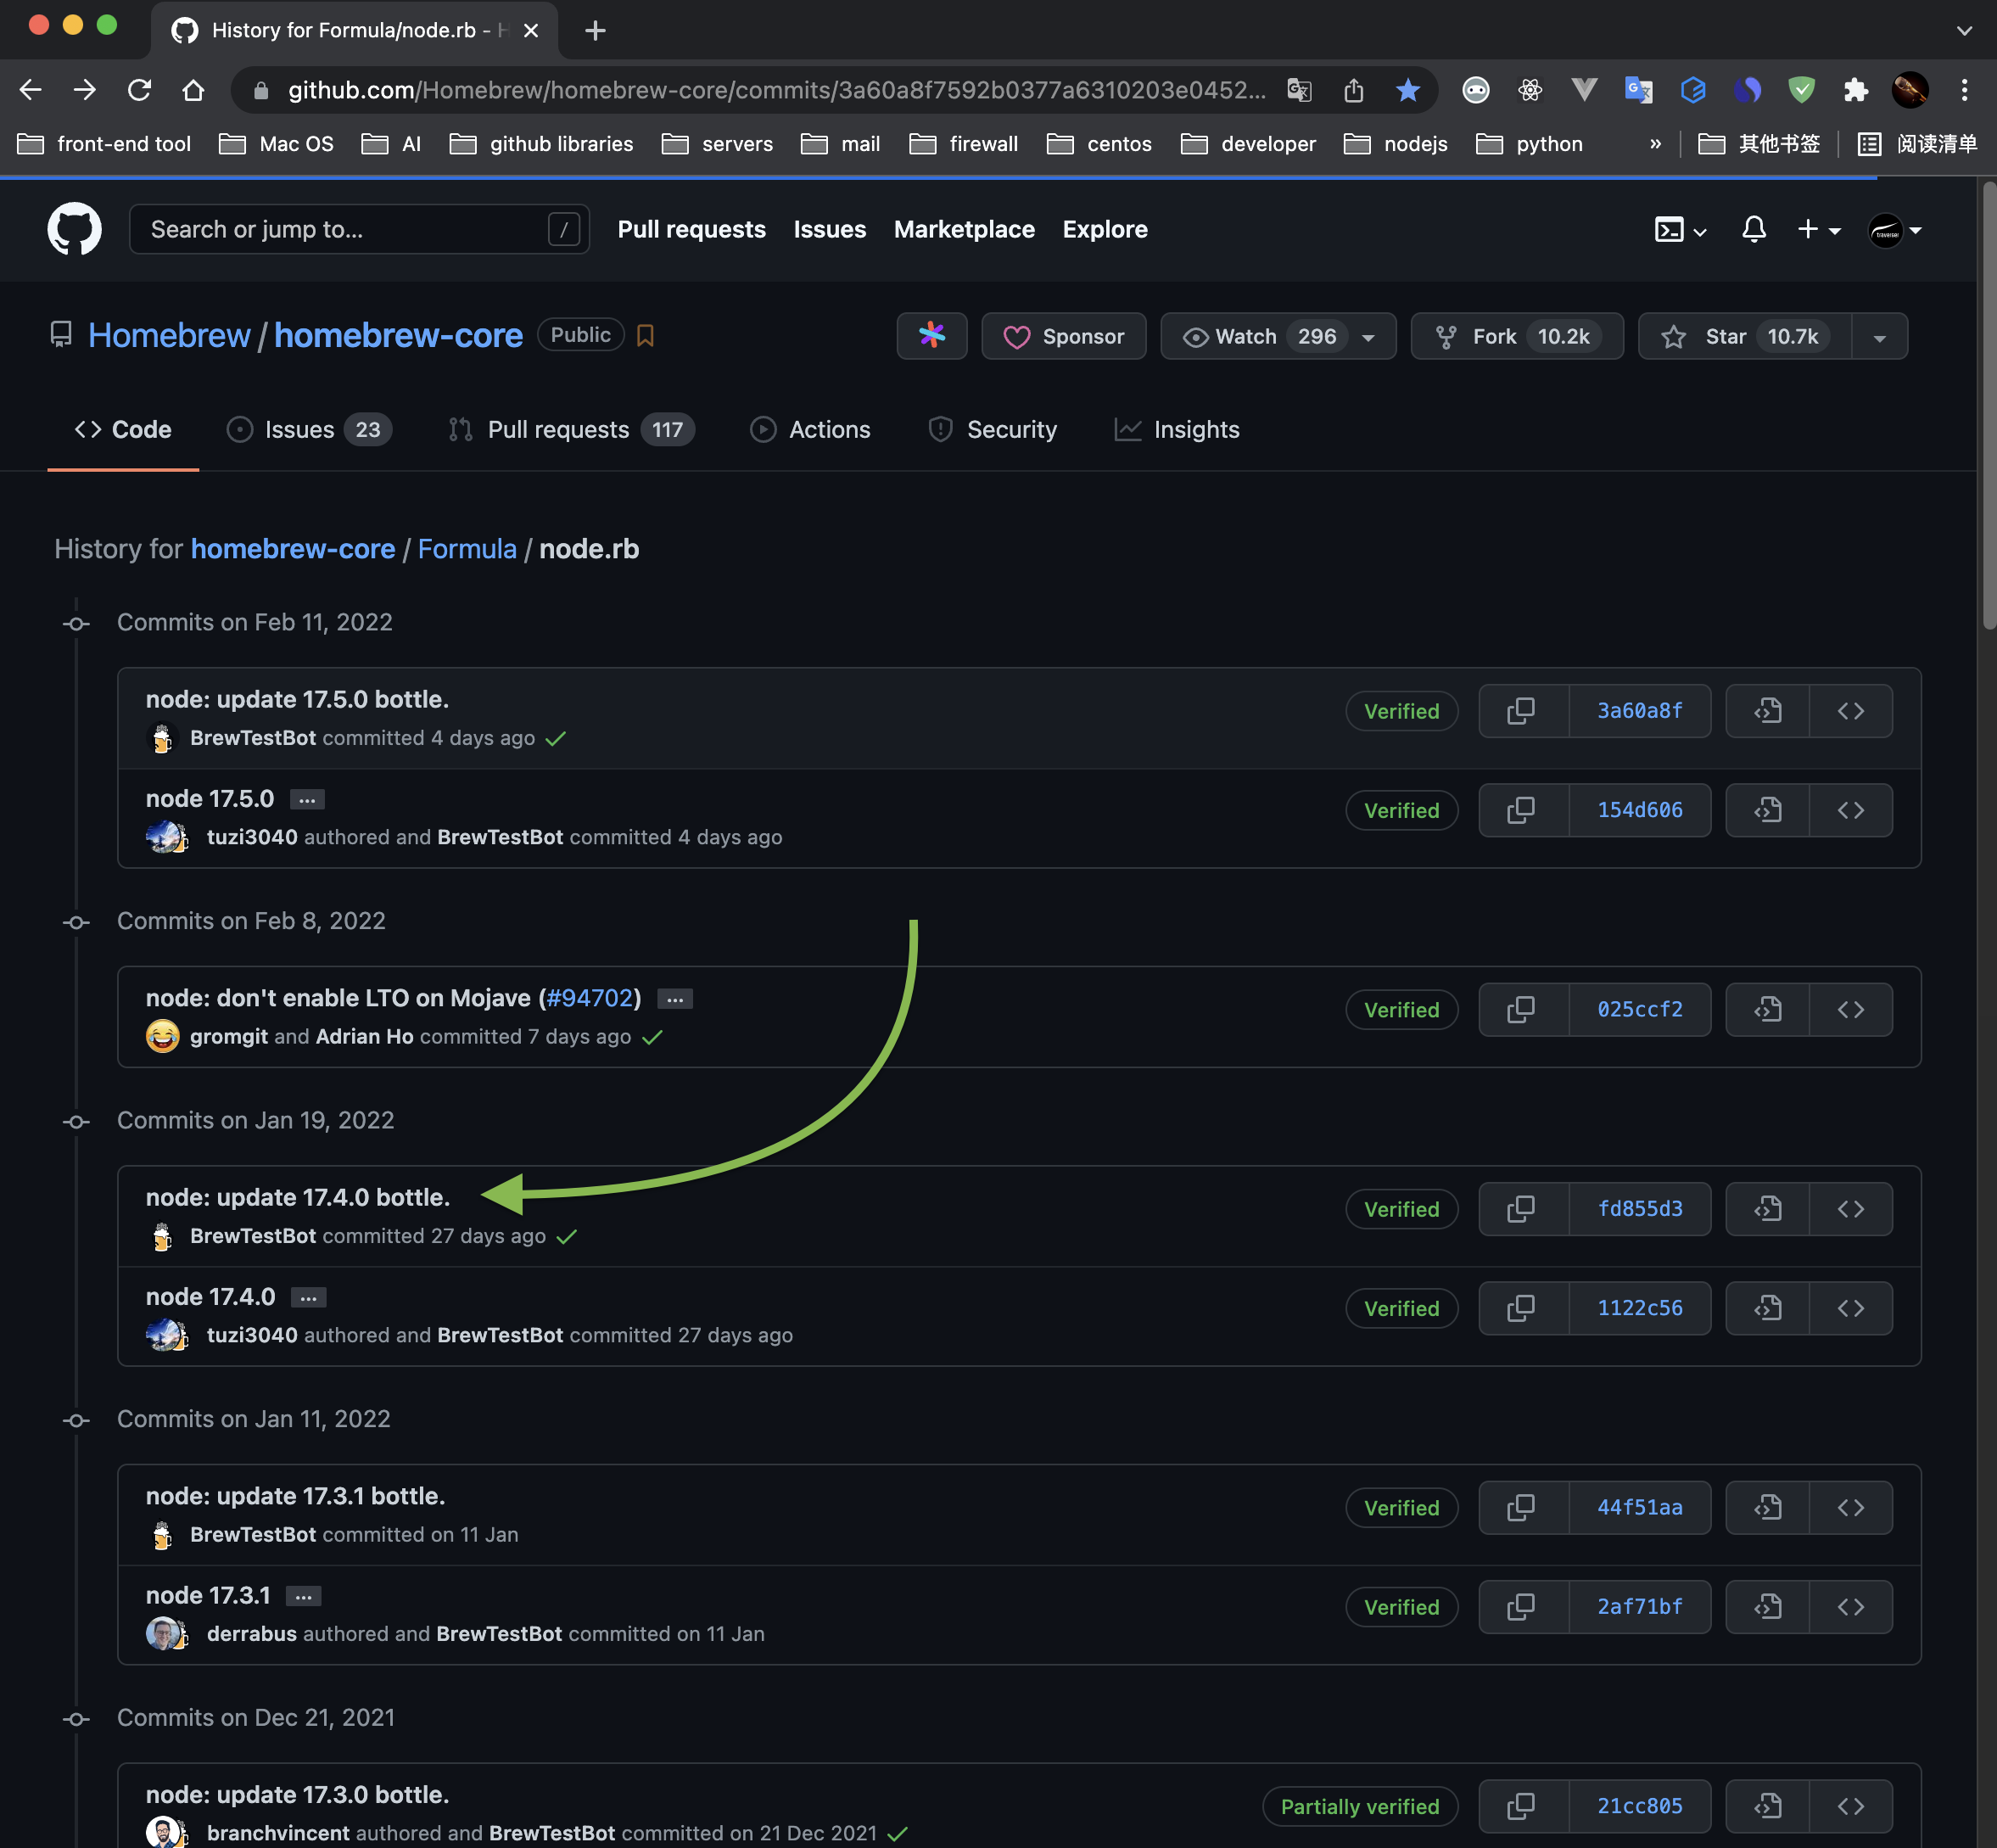 History for Formula/node.rb - H
github.com/Homebrew/homebrew-core/commits/3a60a8f7592b0377a6310203e0452...
front-end tool Mac OS AI github libraries servers mail firewall centos developer nodejs python » 其他书签 阅读清单
Search or jump to... / Pull requests Issues Marketplace Explore
Homebrew / homebrew-core Public Sponsor Watch 296 Fork 10.2k Star 10.7k
Code Issues 23 Pull requests 117 Actions Security Insights
History for homebrew-core / Formula / node.rb
Commits on Feb 11, 2022
node: update 17.5.0 bottle.
BrewTestBot committed 4 days ago
Verified 3a60a8f
node 17.5.0 ...
tuzi3040 authored and BrewTestBot committed 4 days ago
Verified 154d606
Commits on Feb 8, 2022
node: don't enable LTO on Mojave (#94702) ...
gromgit and Adrian Ho committed 7 days ago
Verified 025ccf2
Commits on Jan 19, 2022
node: update 17.4.0 bottle.
BrewTestBot committed 27 days ago
Verified fd855d3
node 17.4.0 ...
tuzi3040 authored and BrewTestBot committed 27 days ago
Verified 1122c56
Commits on Jan 11, 2022
node: update 17.3.1 bottle.
BrewTestBot committed on 11 Jan
Verified 44f51aa
node 17.3.1 ...
derrabus authored and BrewTestBot committed on 11 Jan
Verified 2af71bf
Commits on Dec 21, 2021
node: update 17.3.0 bottle.
branchvincent authored and BrewTestBot committed on 21 Dec 2021
Partially verified 21cc805